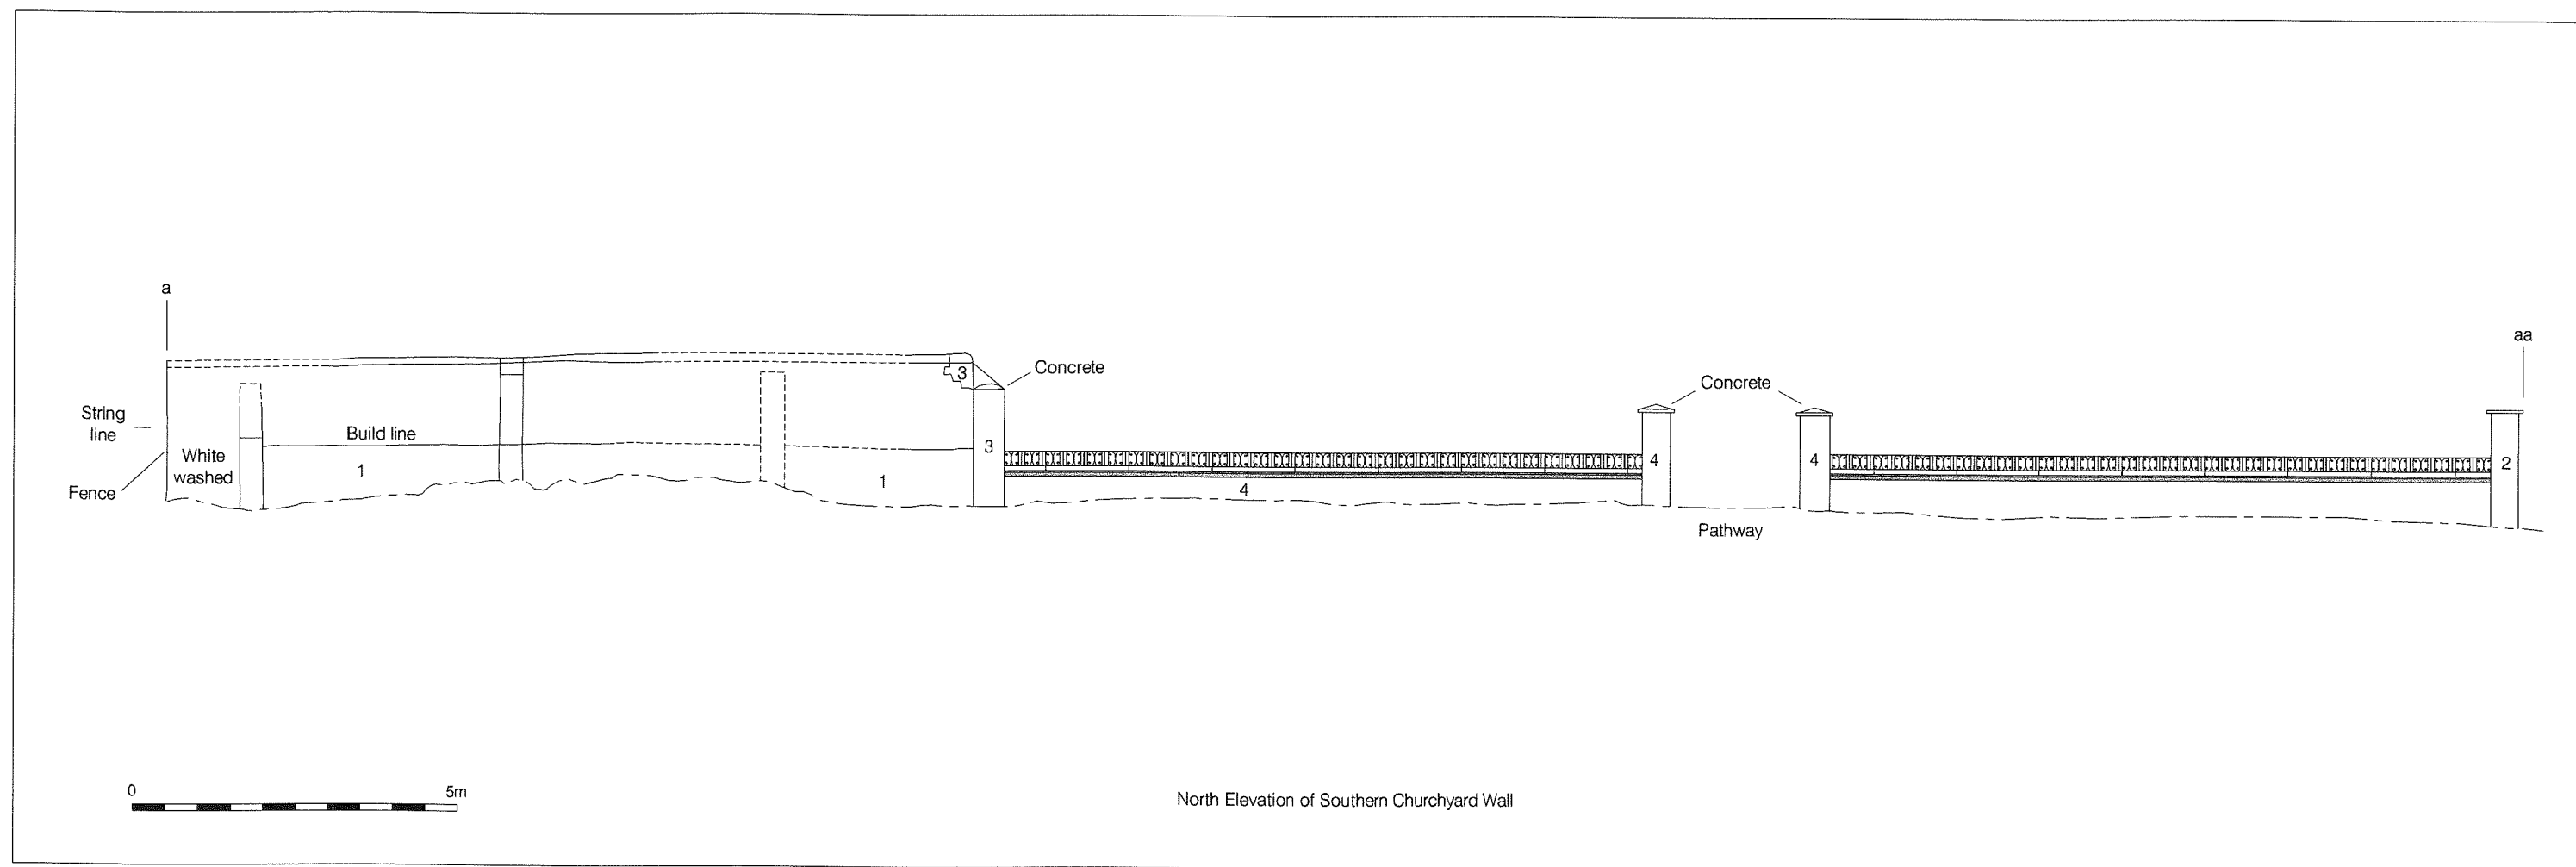 a
aa
Concrete
3
Concrete
String
line
Build line
White
washed
3
4
4
2
1
1
4
Fence
Pathway
0 5m
North Elevation of Southern Churchyard Wall